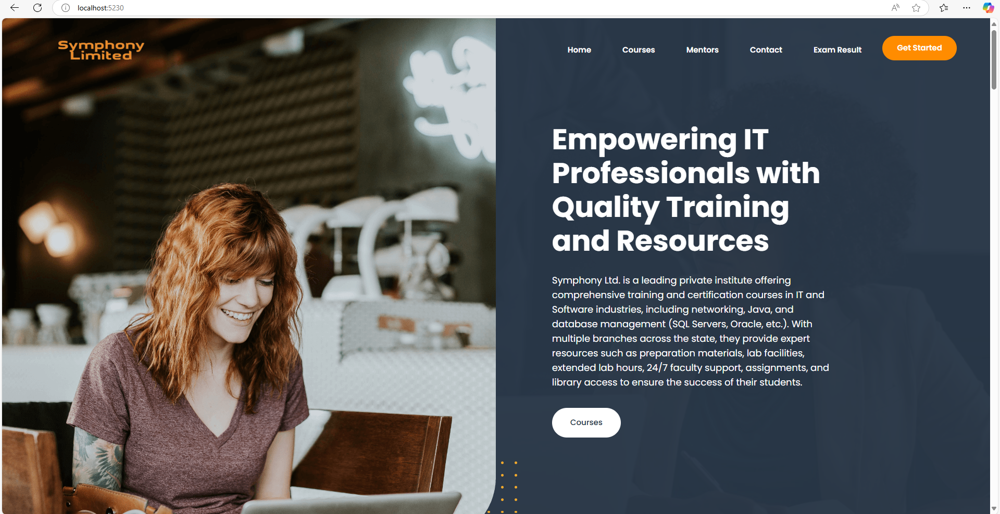 localhost:5230
Symphony
Limited
Home
Courses
Mentors
Contact
Exam Result
Get Started
Empowering IT
Professionals with
Quality Training
and Resources
Symphony Ltd. is a leading private institute offering
comprehensive training and certification courses in IT and
Software industries, including networking, Java, and
database management (SQL Servers, Oracle, etc.). With
multiple branches across the state, they provide expert
resources such as preparation materials, lab facilities,
extended lab hours, 24/7 faculty support, assignments, and
library access to ensure the success of their students.
Courses